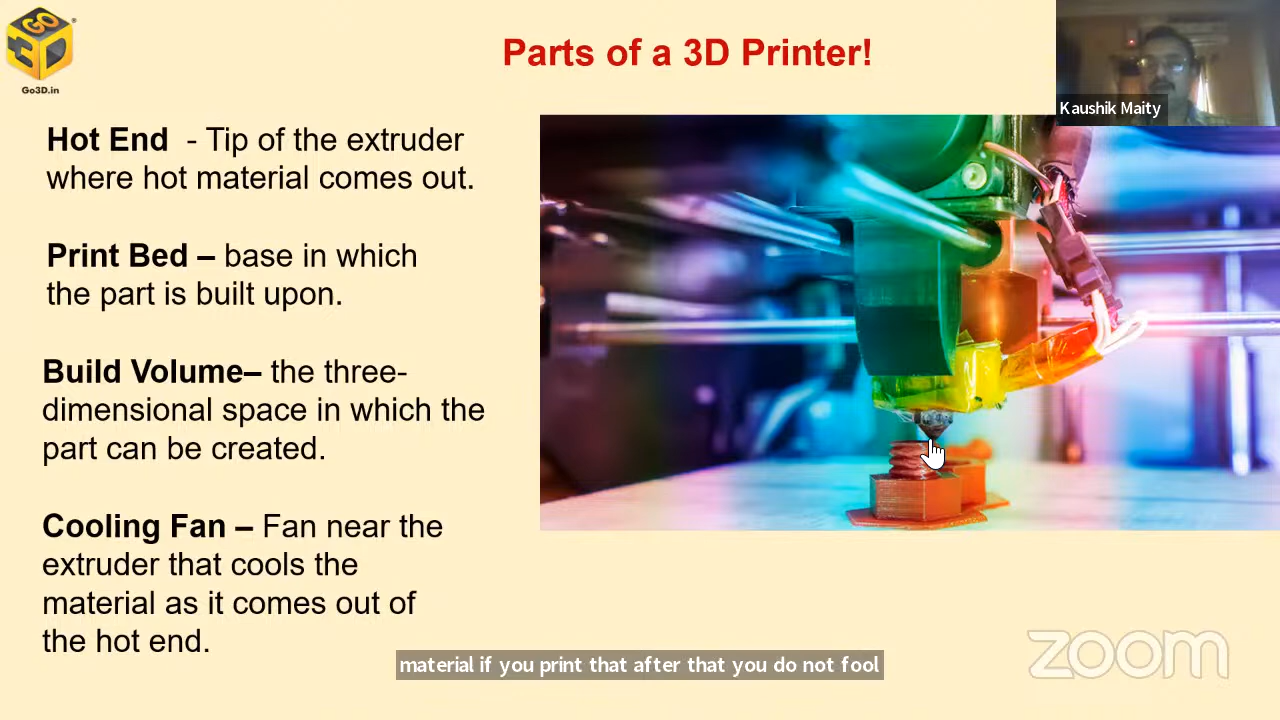 GO
3D
Go3D.in
Parts of a 3D Printer!
Kaushik Maity
Hot End - Tip of the extruder
where hot material comes out.
Print Bed – base in which
the part is built upon.
Build Volume– the three-
dimensional space in which the
part can be created.
Cooling Fan – Fan near the
extruder that cools the
material as it comes out of
the hot end.
material if you print that after that you do not fool
zoom